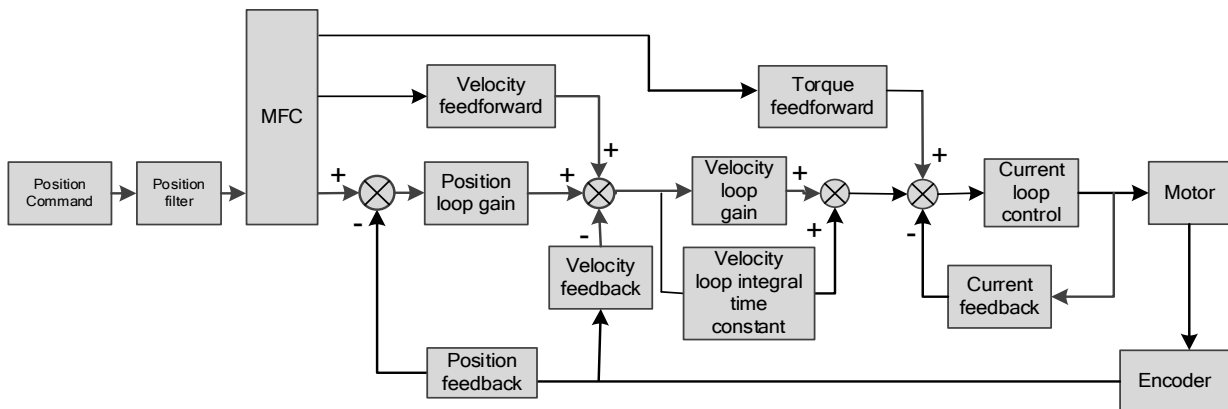 MFC
Velocity
feedforward
Torque
feedforward
+
+
Position
Command
Position
filter
+
-
Position
loop gain
+
-
Velocity
loop
gain
+
+
-
Current
loop
control
Motor
Velocity
feedback
Velocity
loop integral
time
constant
Current
feedback
Position
feedback
Encoder